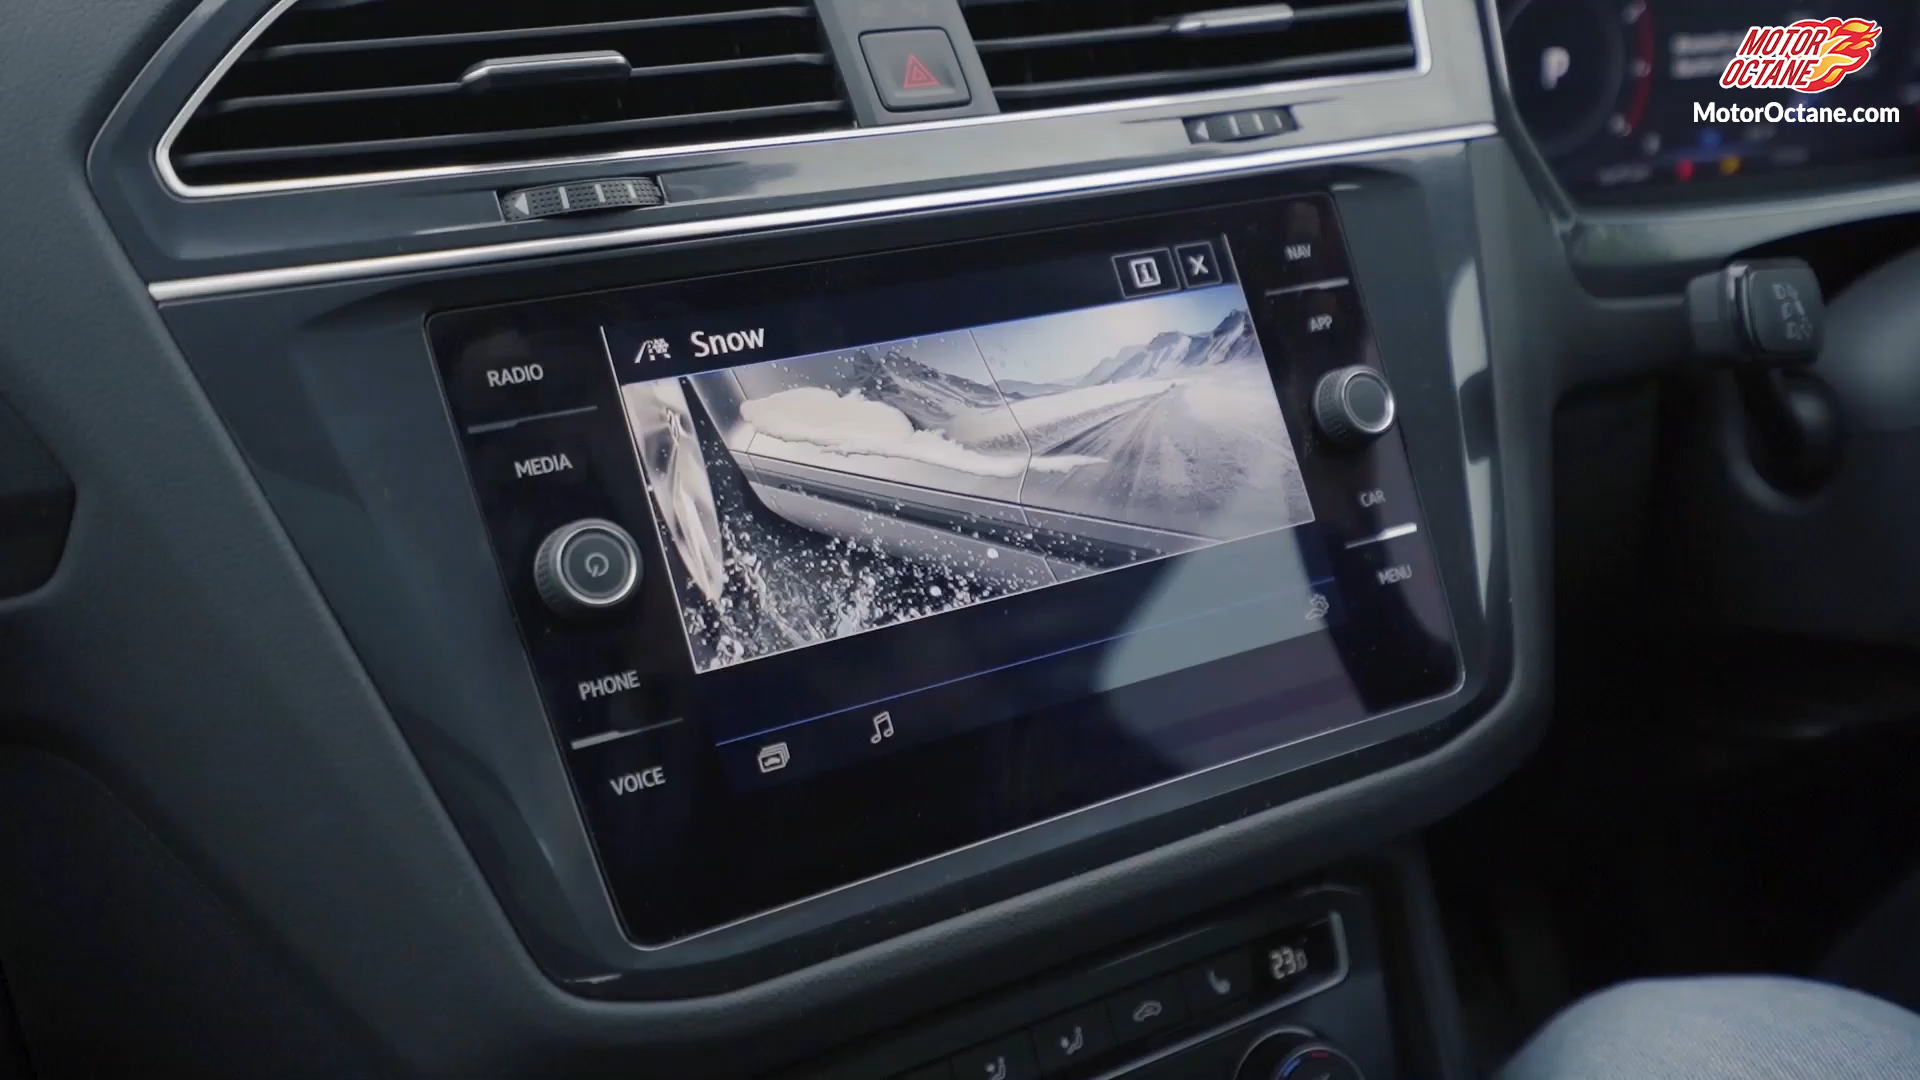 MOTOR
OCTANE
MotorOctane.com
P
NAV
APP
Snow
RADIO
MEDIA
CAR
MENU
PHONE
VOICE
23.0